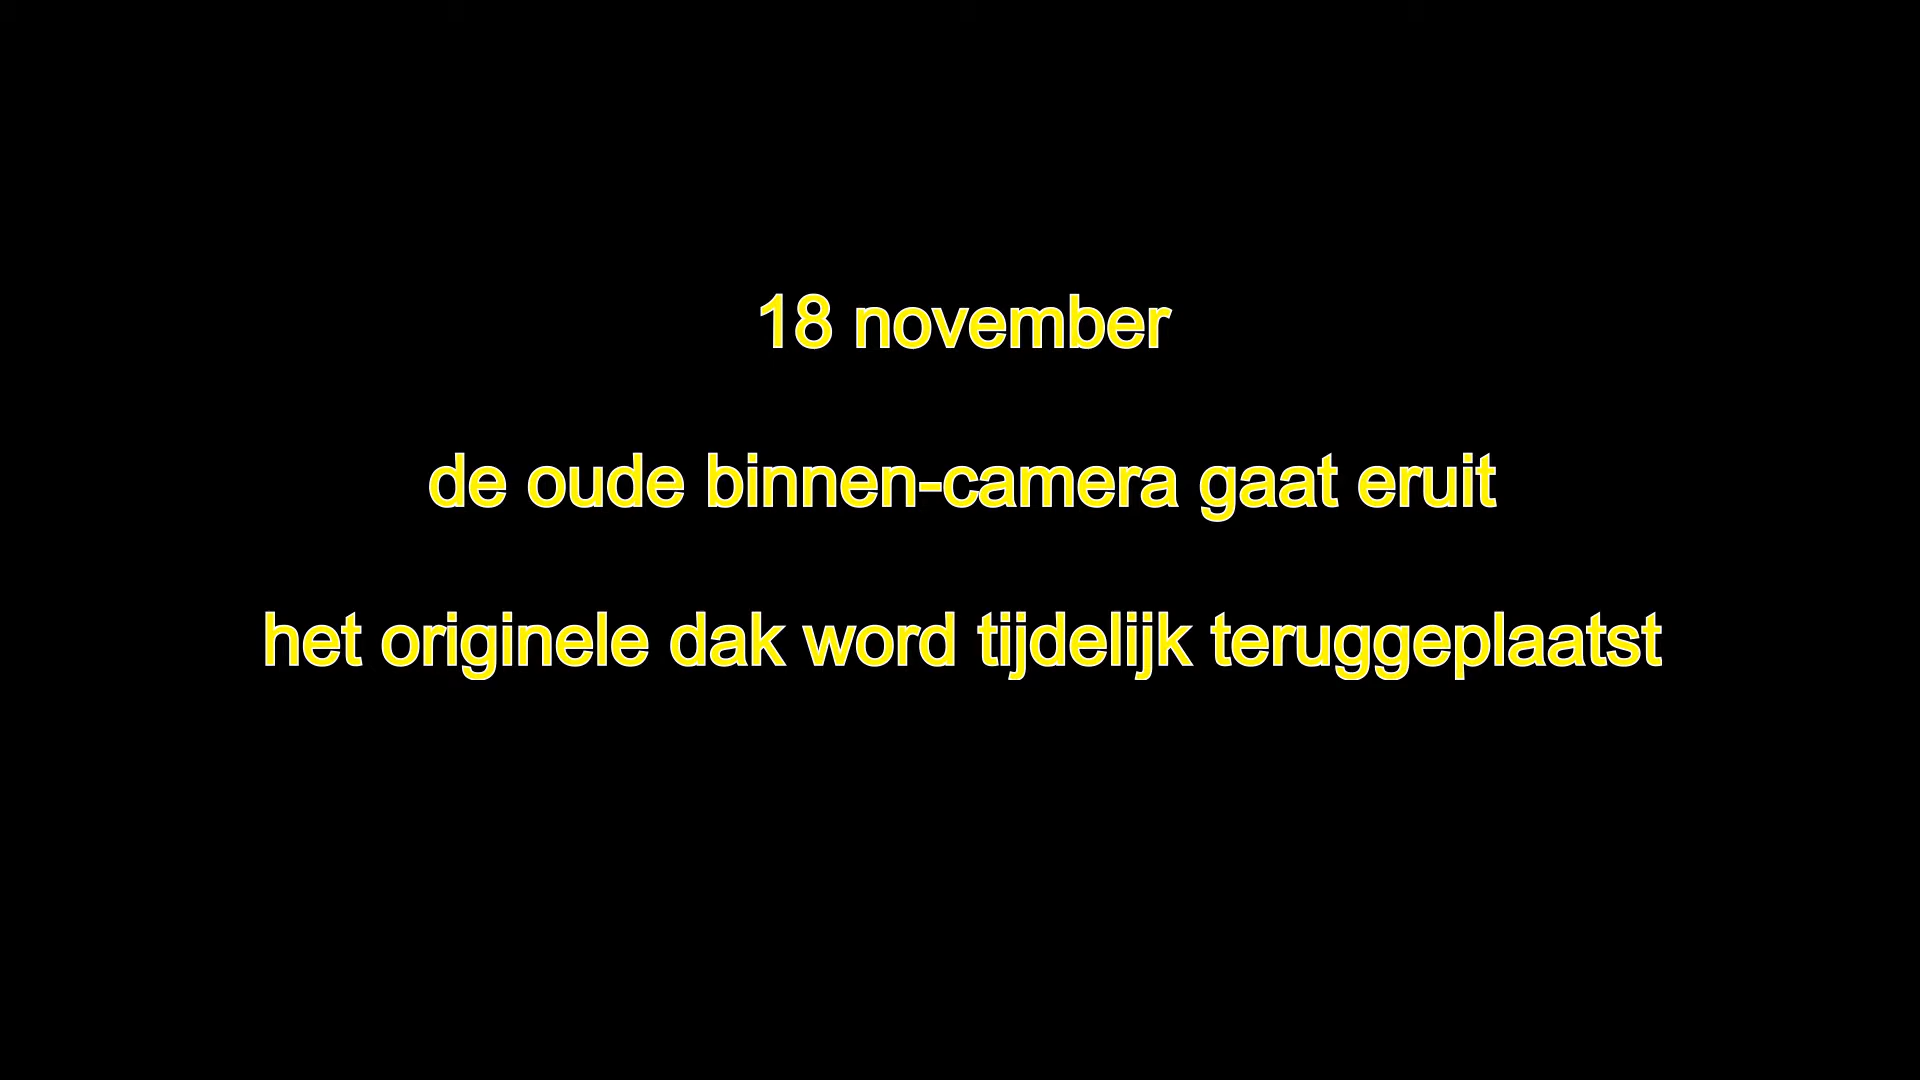 18 november
de oude binnen-camera gaat eruit
het originele dak word tijdelijk teruggeplaatst